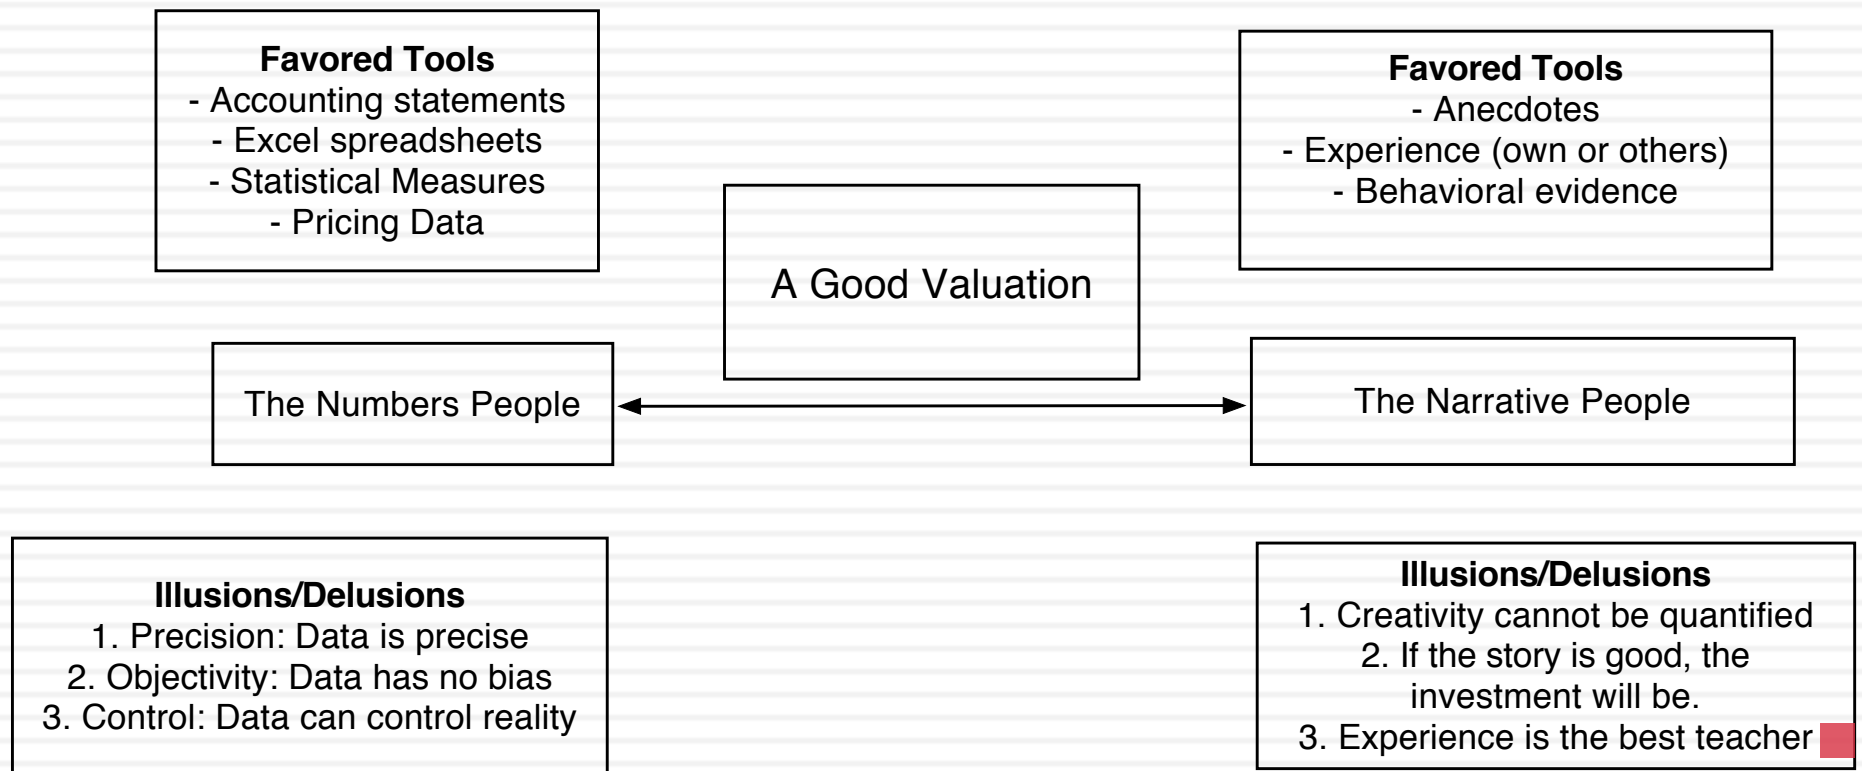 Favored Tools
- Accounting statements
- Excel spreadsheets
- Statistical Measures
- Pricing Data
Favored Tools
- Anecdotes
- Experience (own or others)
- Behavioral evidence
A Good Valuation
The Numbers People
The Narrative People
Illusions/Delusions
1. Precision: Data is precise
2. Objectivity: Data has no bias
3. Control: Data can control reality
Illusions/Delusions
1. Creativity cannot be quantified
2. If the story is good, the
investment will be.
3. Experience is the best teacher